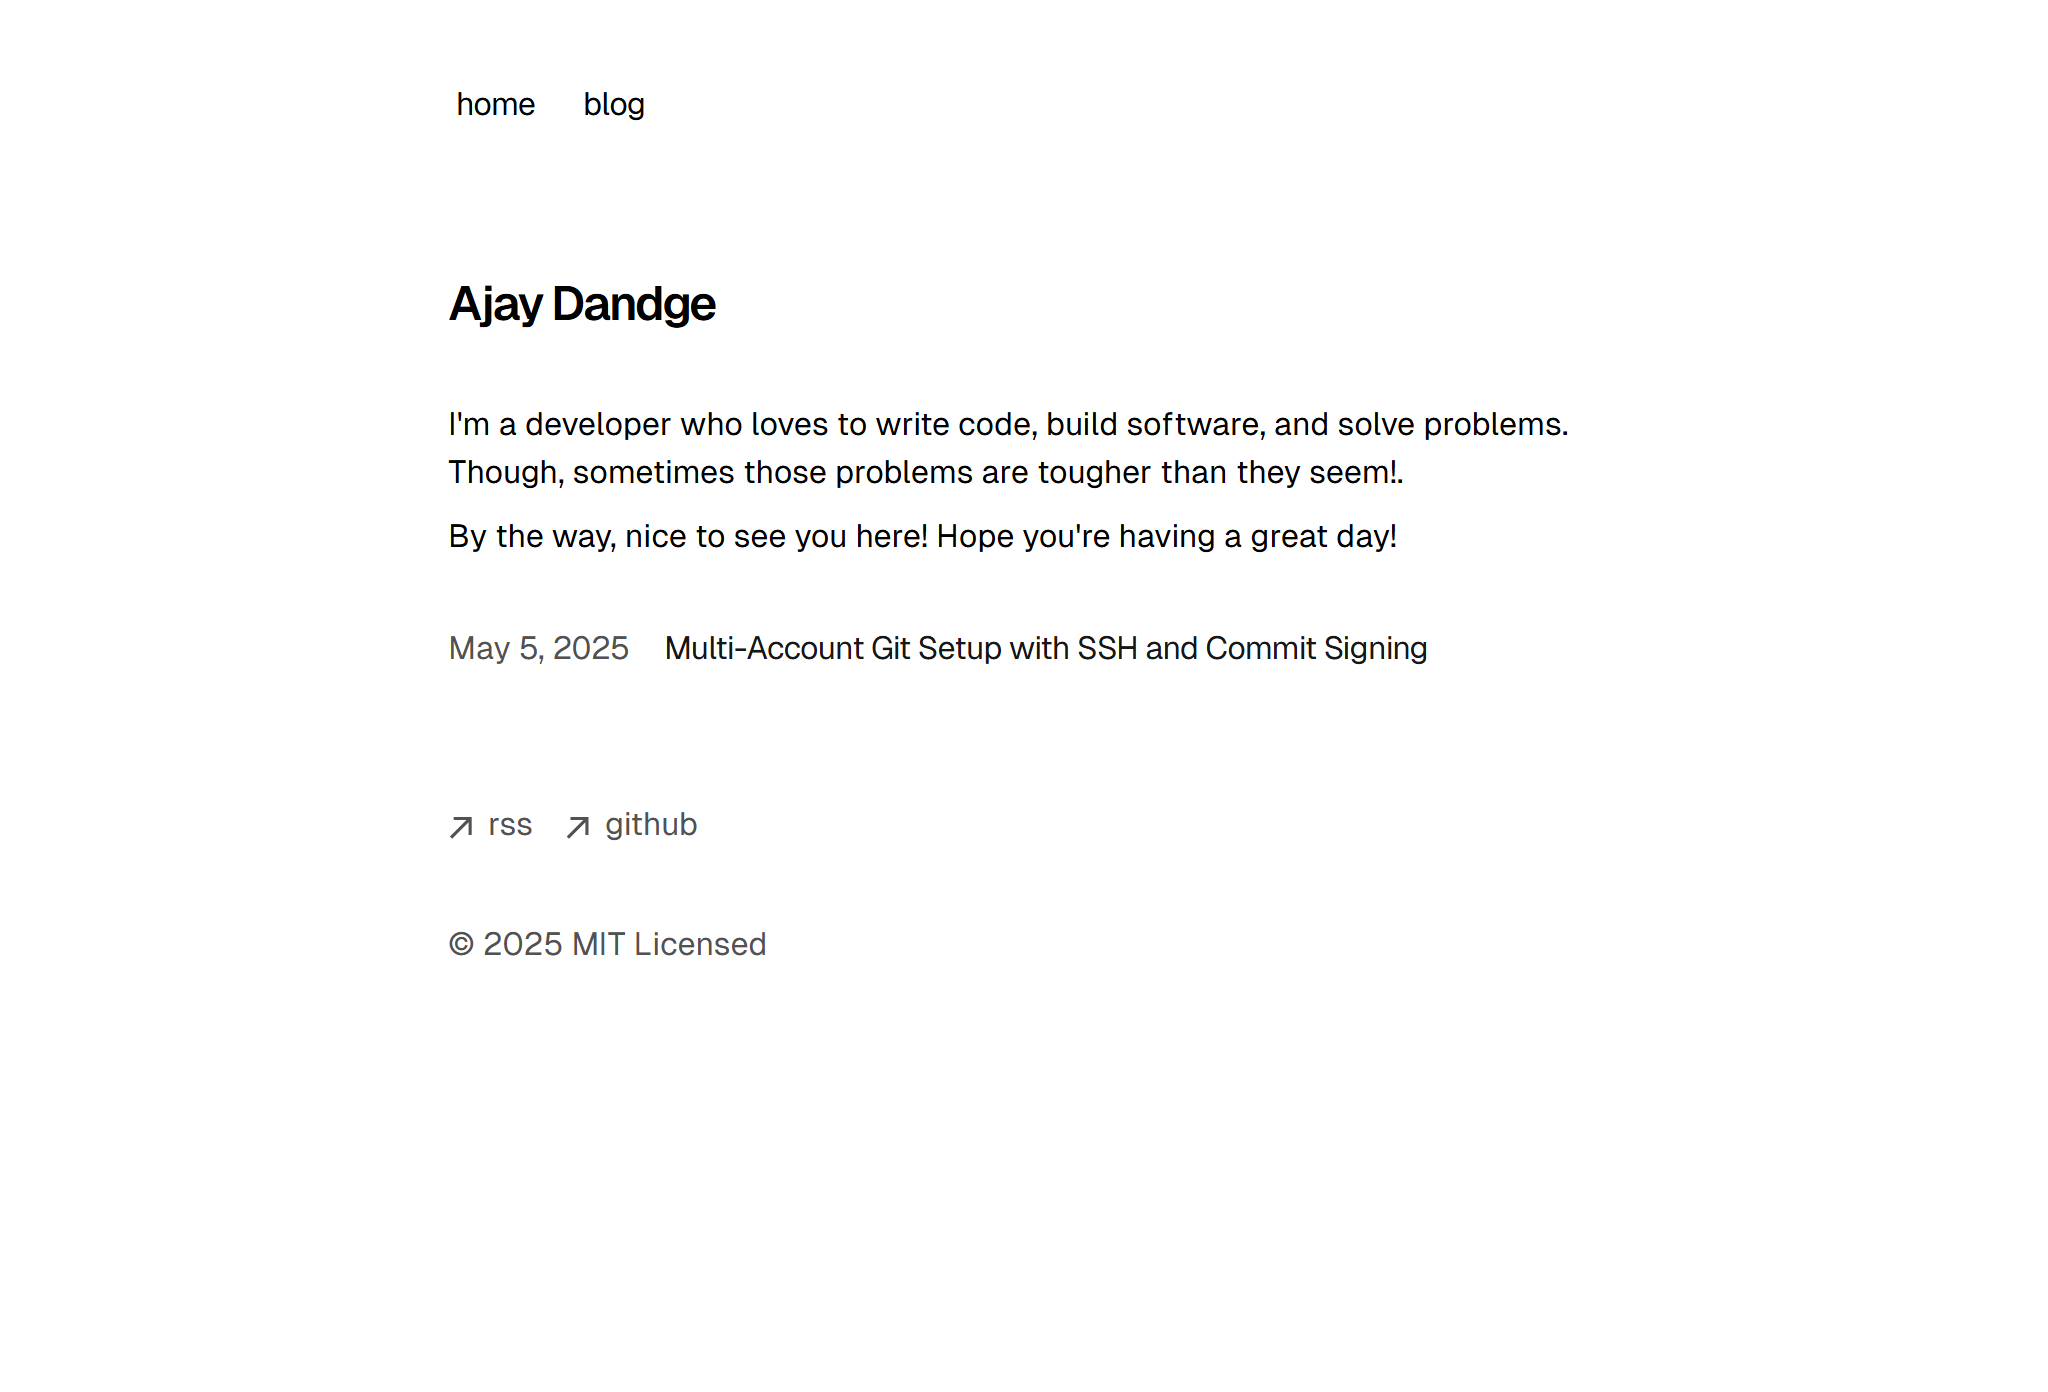 home blog
Ajay Dandge
I'm a developer who loves to write code, build software, and solve problems.
Though, sometimes those problems are tougher than they seem!.
By the way, nice to see you here! Hope you're having a great day!
May 5, 2025 Multi-Account Git Setup with SSH and Commit Signing
rss github
© 2025 MIT Licensed